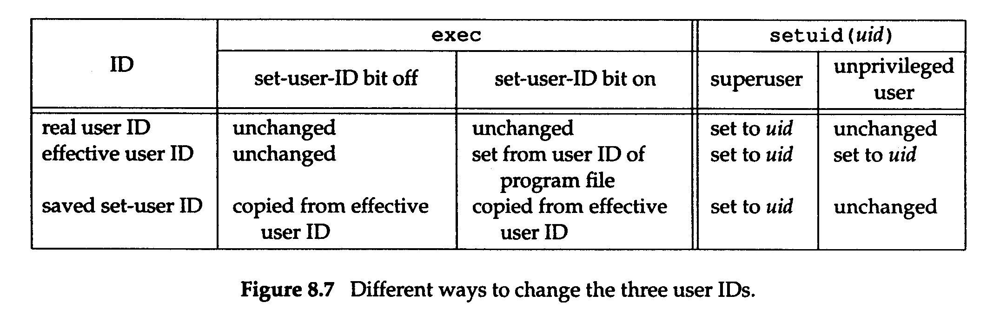 exec setuid(uid)
ID set-user-ID bit off set-user-ID bit on superuser unprivileged user
real user ID unchanged unchanged set to uid unchanged
effective user ID unchanged set from user ID of set to uid set to uid
program file
saved set-user ID copied from effective copied from effective set to uid unchanged
user ID user ID
Figure 8.7 Different ways to change the three user IDs.